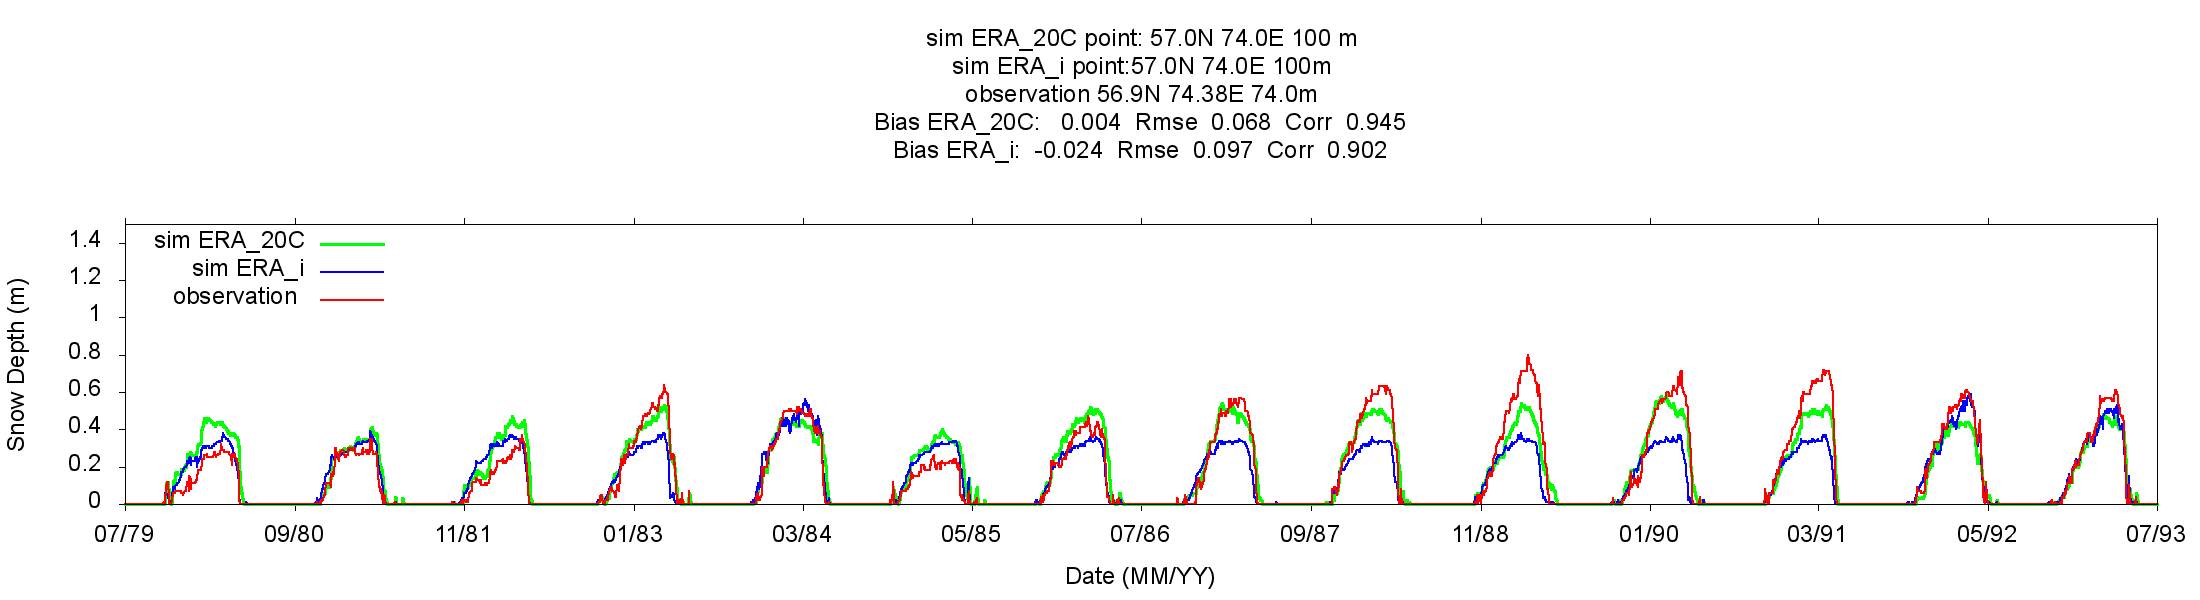 sim ERA_20C point: 57.0N 74.0E 100 m
sim ERA_i point:57.0N 74.0E 100m
observation 56.9N 74.38E 74.0m
Bias ERA_20C: 0.004 Rmse 0.068 Corr 0.945
Bias ERA_i: -0.024 Rmse 0.097 Corr 0.902
sim ERA_20C
sim ERA_i
observation
1.4
1.2
1
0.8
0.6
0.4
0.2
0
Snow Depth (m)
07/79 09/80 11/81 01/83 03/84 05/85 07/86 09/87 11/88 01/90 03/91 05/92 07/93
Date (MM/YY)